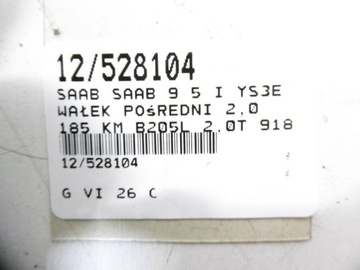 12/528104
SAAB SAAB 9 5 I YS3E
WAŁEK POśREDNI 2,0
185 KM B205L 2.0T 918
12/528104
G VI 26 C